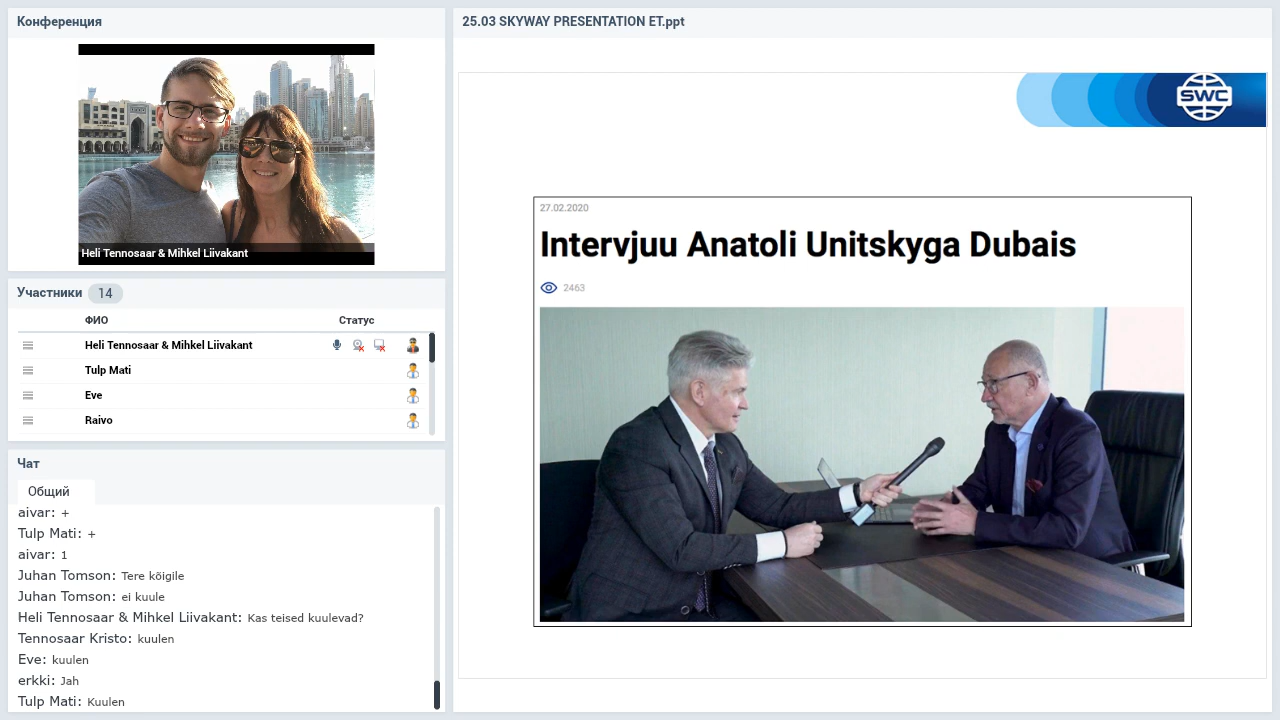 Конференция
Heli Tennosaar & Mihkel Liivakant
Участники 14
ФИО Статус
Heli Tennosaar & Mihkel Liivakant
Tulp Mati
Eve
Raivo
Чат
Общий
aivar: +
Tulp Mati: +
aivar: 1
Juhan Tomson: Tere kõigile
Juhan Tomson: ei kuule
Heli Tennosaar & Mihkel Liivakant: Kas teised kuulevad?
Tennosaar Kristo: kuulen
Eve: kuulen
erkki: Jah
Tulp Mati: Kuulen
25.03 SKYWAY PRESENTATION ET.ppt
SWC
27.02.2020
Intervjuu Anatoli Unitskyga Dubais
2463